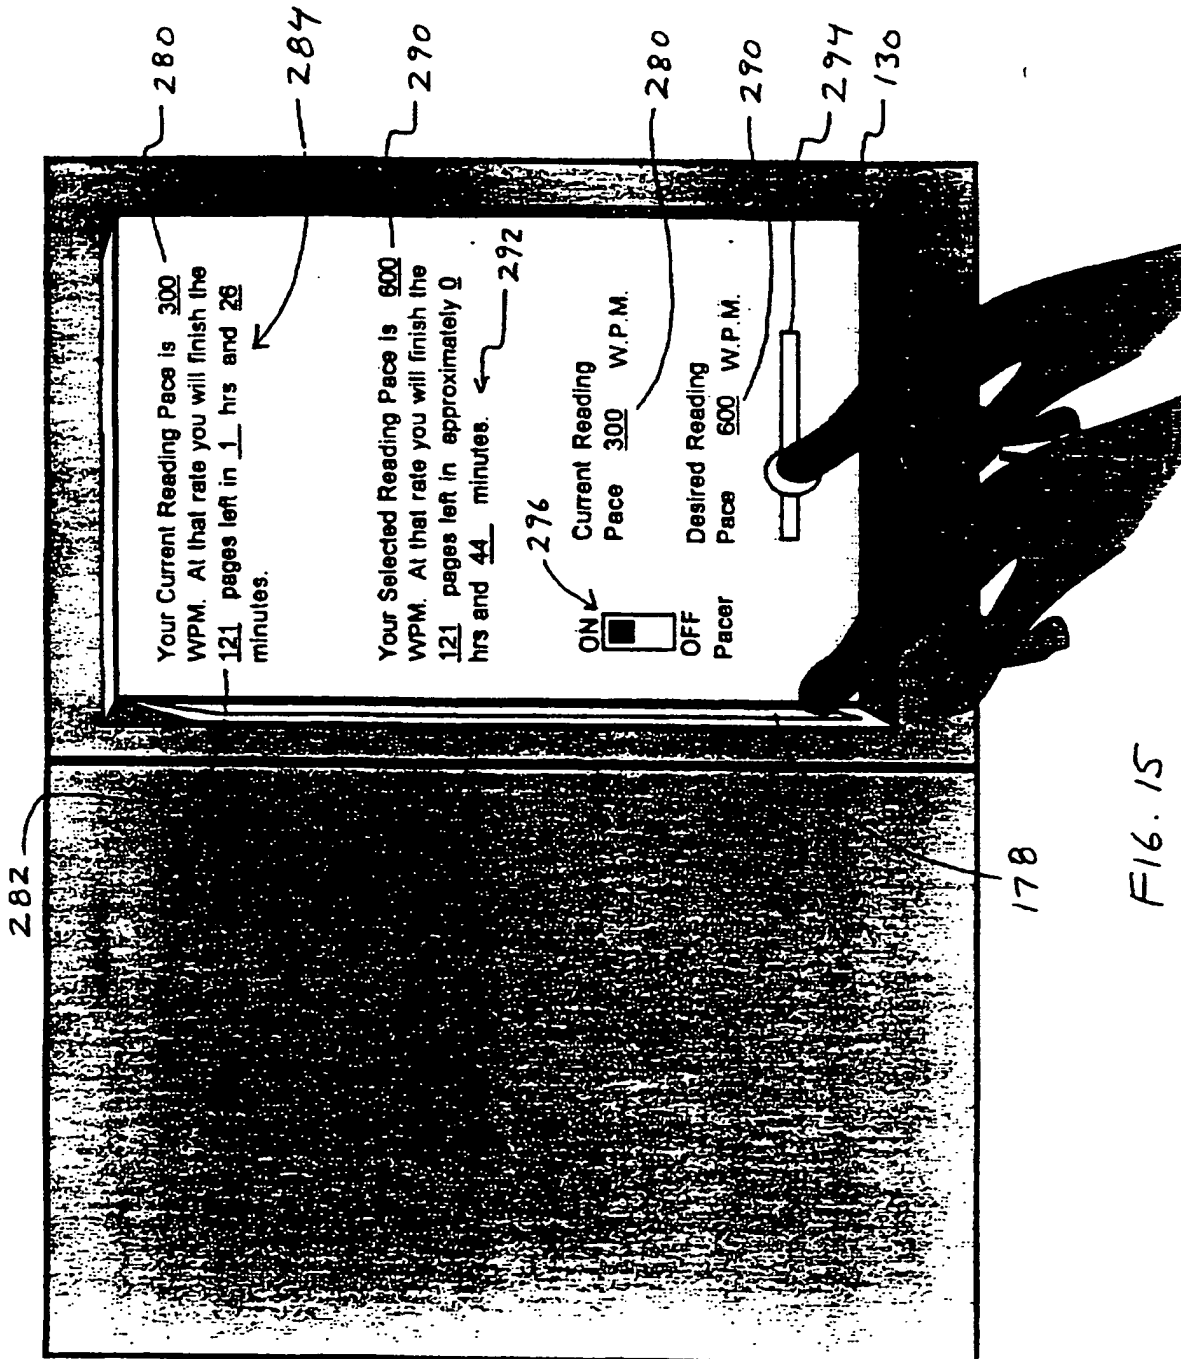 282
280
284
290
Your Current Reading Pace is 300
WPM. At that rate you will finish the
121 pages left in 1 hrs and 26
minutes.
Your Selected Reading Pace is 600
WPM. At that rate you will finish the
121 pages left in approximately 0
hrs and 44 minutes.
292
296
ON
OFF
Pacer
Current Reading
Pace 300 W.P.M.
Desired Reading
Pace 600 W.P.M.
280
290
294
130
178
FIG. 15